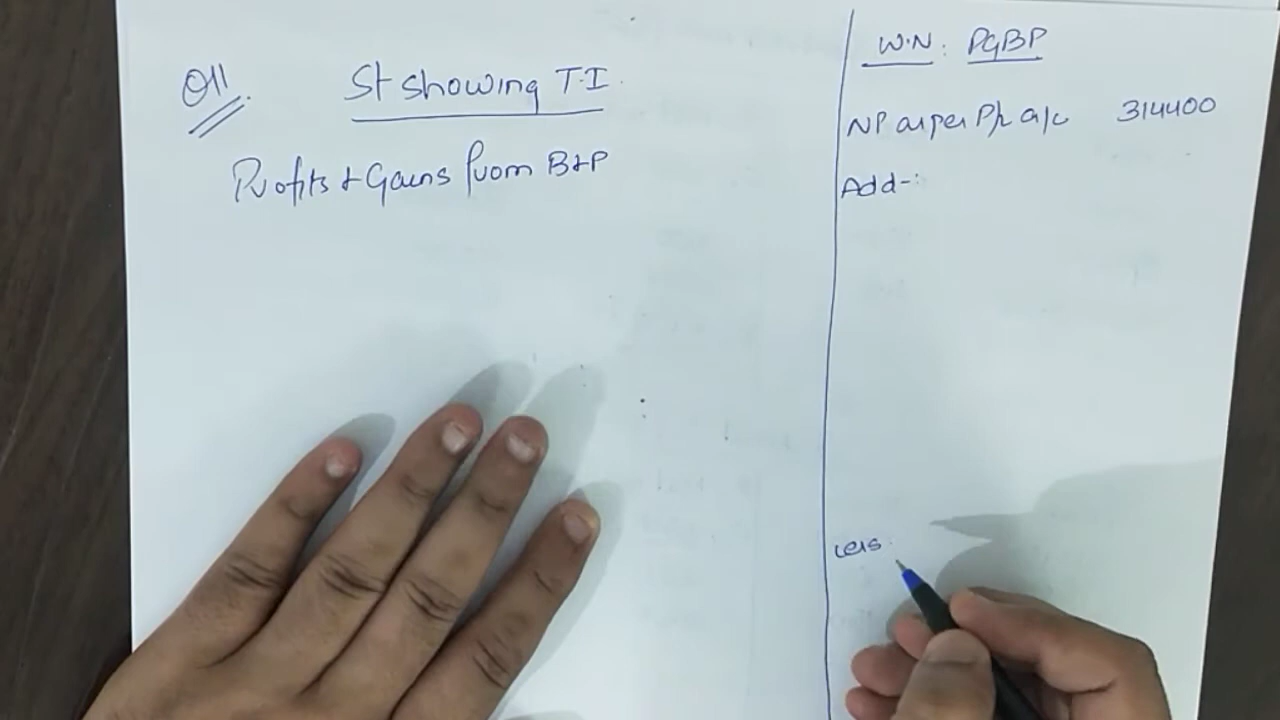 Q11.
St showing T.I.
Profits & Gains from B&P
W.N: PGBP
NP as per P/L a/c 314400
Add-:
Less